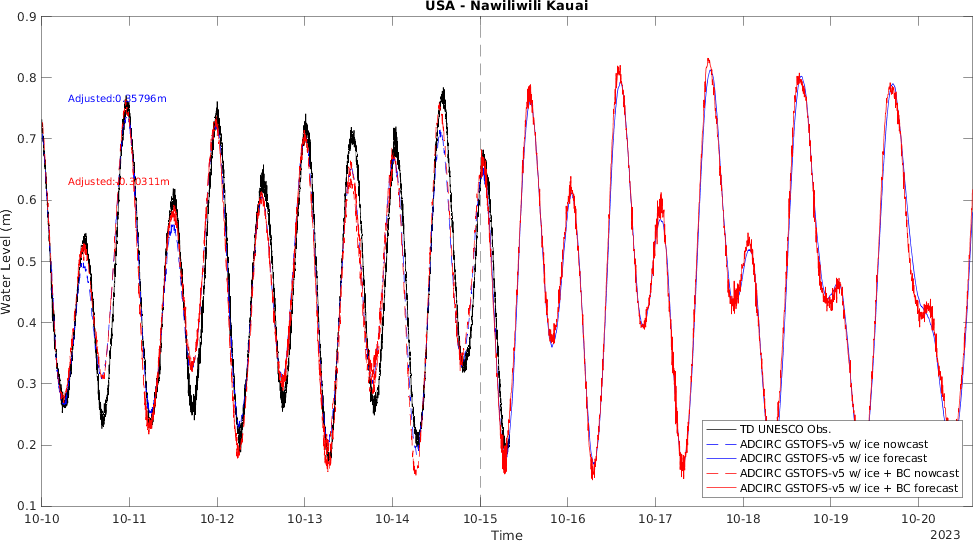 USA - Nawiliwili Kauai
0.9
0.8
0.7
0.6
0.5
0.4
0.3
0.2
0.1
Water Level (m)
Adjusted:0.35796m
Adjusted:-0.30311m
TD UNESCO Obs.
ADCIRC GSTOFS-v5 w/ ice nowcast
ADCIRC GSTOFS-v5 w/ ice forecast
ADCIRC GSTOFS-v5 w/ ice + BC nowcast
ADCIRC GSTOFS-v5 w/ ice + BC forecast
10-10 10-11 10-12 10-13 10-14 10-15 10-16 10-17 10-18 10-19 10-20
2023
Time